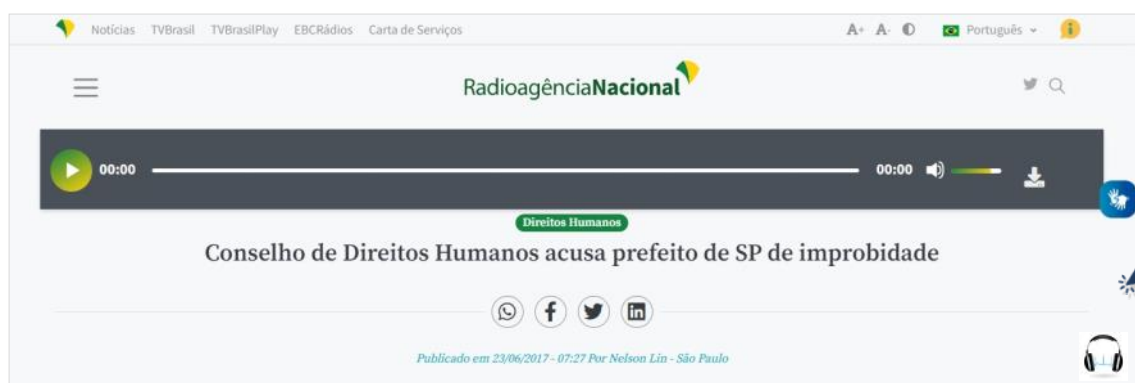 Notícias TVBrasil TVBrasilPlay EBCRádios Carta de Serviços A+ A- Português i
RadioagênciaNacional
00:00 00:00
Direitos Humanos
Conselho de Direitos Humanos acusa prefeito de SP de improbidade
Publicado em 23/06/2017 - 07:27 Por Nelson Lin - São Paulo